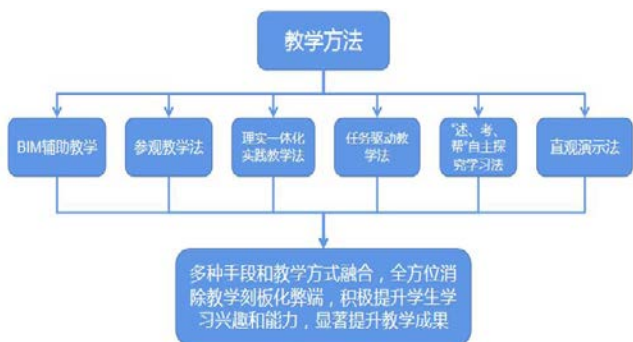 教学方法
BIM辅助教学
参观教学法
理实一体化
实践教学法
任务驱动教
学法
"述、考、
帮"自主探
究学习法
直观演示法
多种手段和教学方式融合，全方位消
除教学刻板化弊端，积极提升学生学
习兴趣和能力，显著提升教学成果